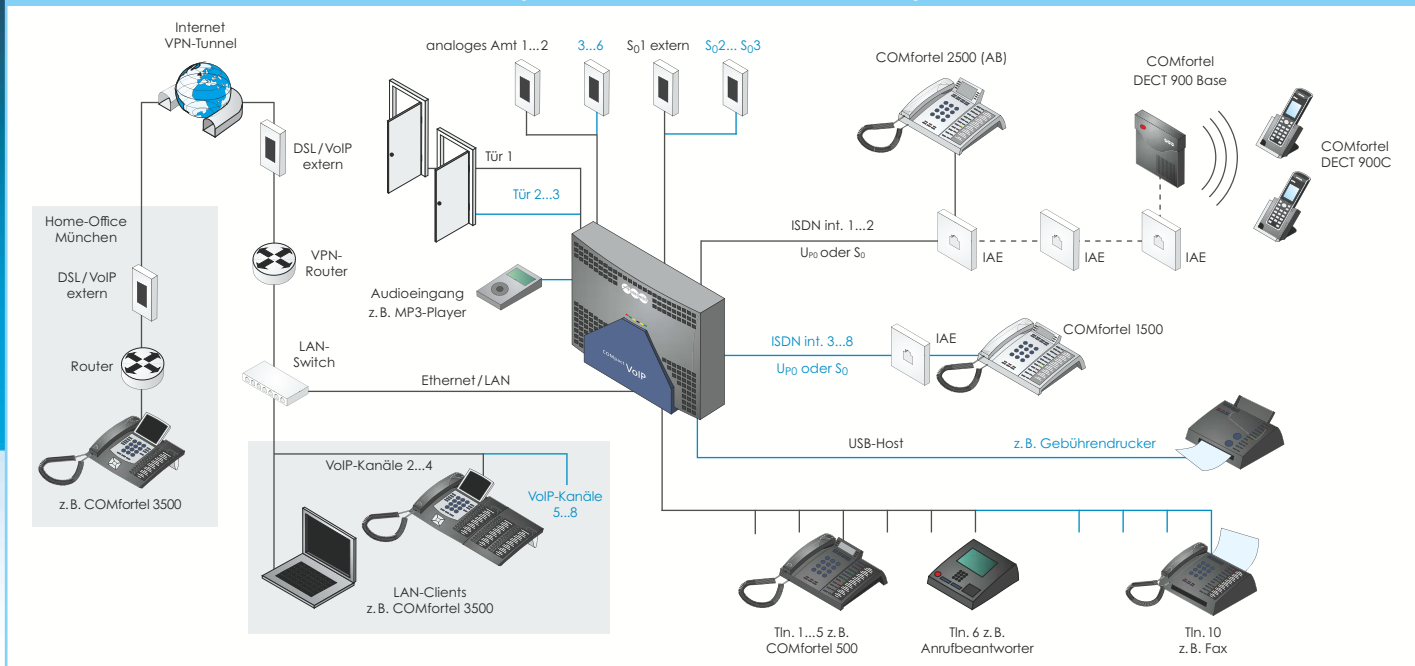 Internet
VPN-Tunnel
analoges Amt 1...2
3...6
S01 extern
S02... S03
COMfortel 2500 (AB)
COMfortel
DECT 900 Base
COMfortel
DECT 900C
DSL/VoIP
extern
Tür 1
Tür 2...3
Home-Office
München
DSL/VoIP
extern
VPN-
Router
ISDN int. 1...2
UP0 oder S0
IAE
IAE
IAE
Audioeingang
z.B. MP3-Player
Router
LAN-
Switch
Ethernet/LAN
COMpact
VoIP
ISDN int. 3...8
UP0 oder S0
IAE
COMfortel 1500
z.B. COMfortel 3500
VoIP-Kanäle 2...4
VoIP-Kanäle
5...8
USB-Host
z.B. Gebührendrucker
LAN-Clients
z.B. COMfortel 3500
Tln. 1...5 z.B.
COMfortel 500
Tln. 6 z.B.
Anrufbeantworter
Tln. 10
z.B. Fax